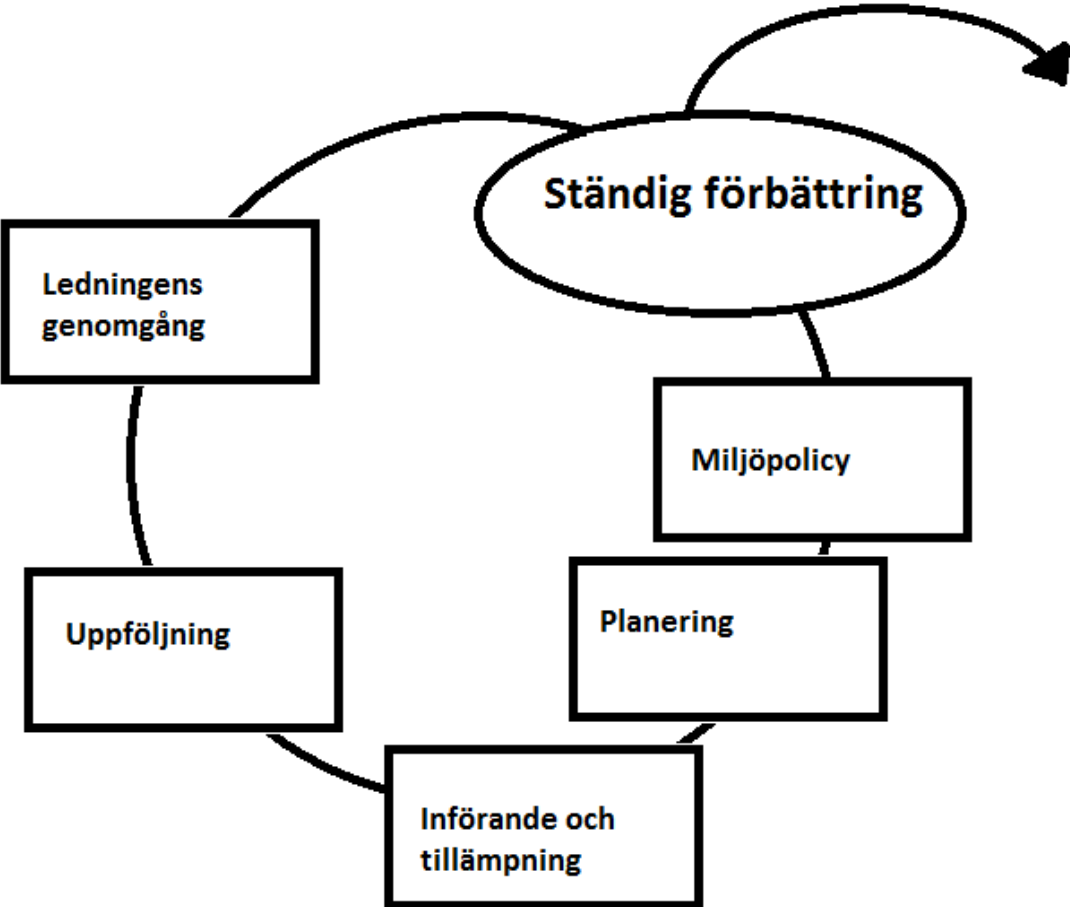 Ständig förbättring
Ledningens
genomgång
Miljöpolicy
Planering
Uppföljning
Införande och
tillämpning